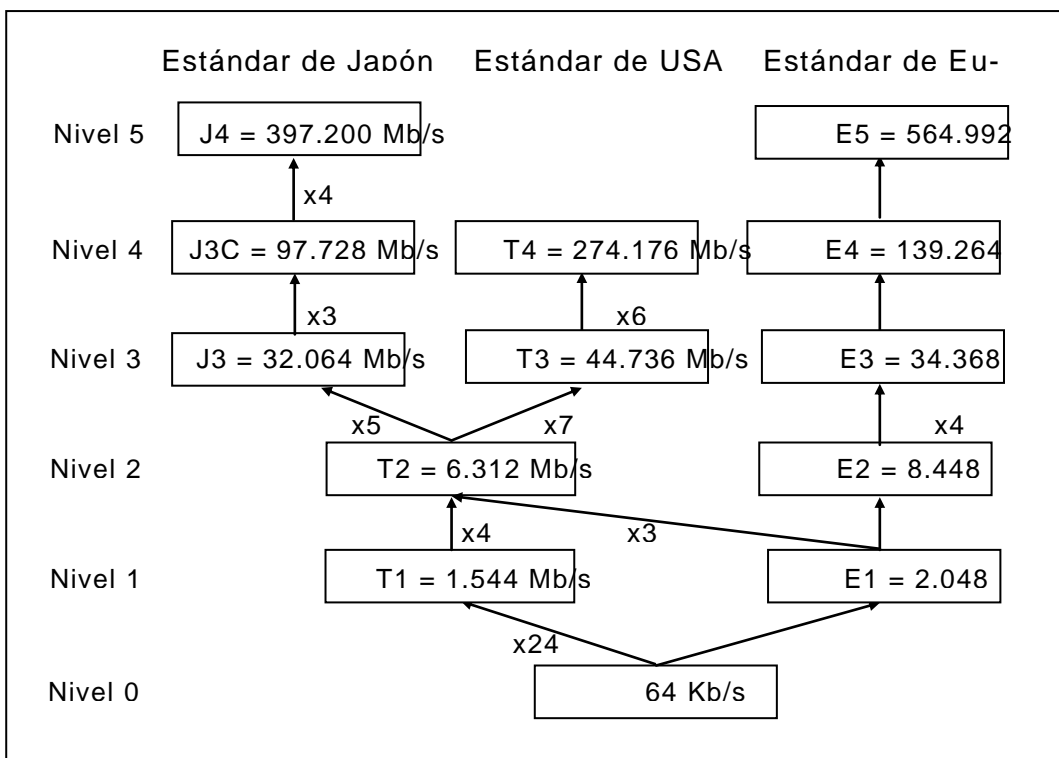 Estándar de Japón Estándar de USA Estándar de Eu-
Nivel 5 J4 = 397.200 Mb/s E5 = 564.992
x4
Nivel 4 J3C = 97.728 Mb/s T4 = 274.176 Mb/s E4 = 139.264
x3 x6
Nivel 3 J3 = 32.064 Mb/s T3 = 44.736 Mb/s E3 = 34.368
x5 x7 x4
Nivel 2 T2 = 6.312 Mb/s E2 = 8.448
x4 x3
Nivel 1 T1 = 1.544 Mb/s E1 = 2.048
x24
Nivel 0 64 Kb/s